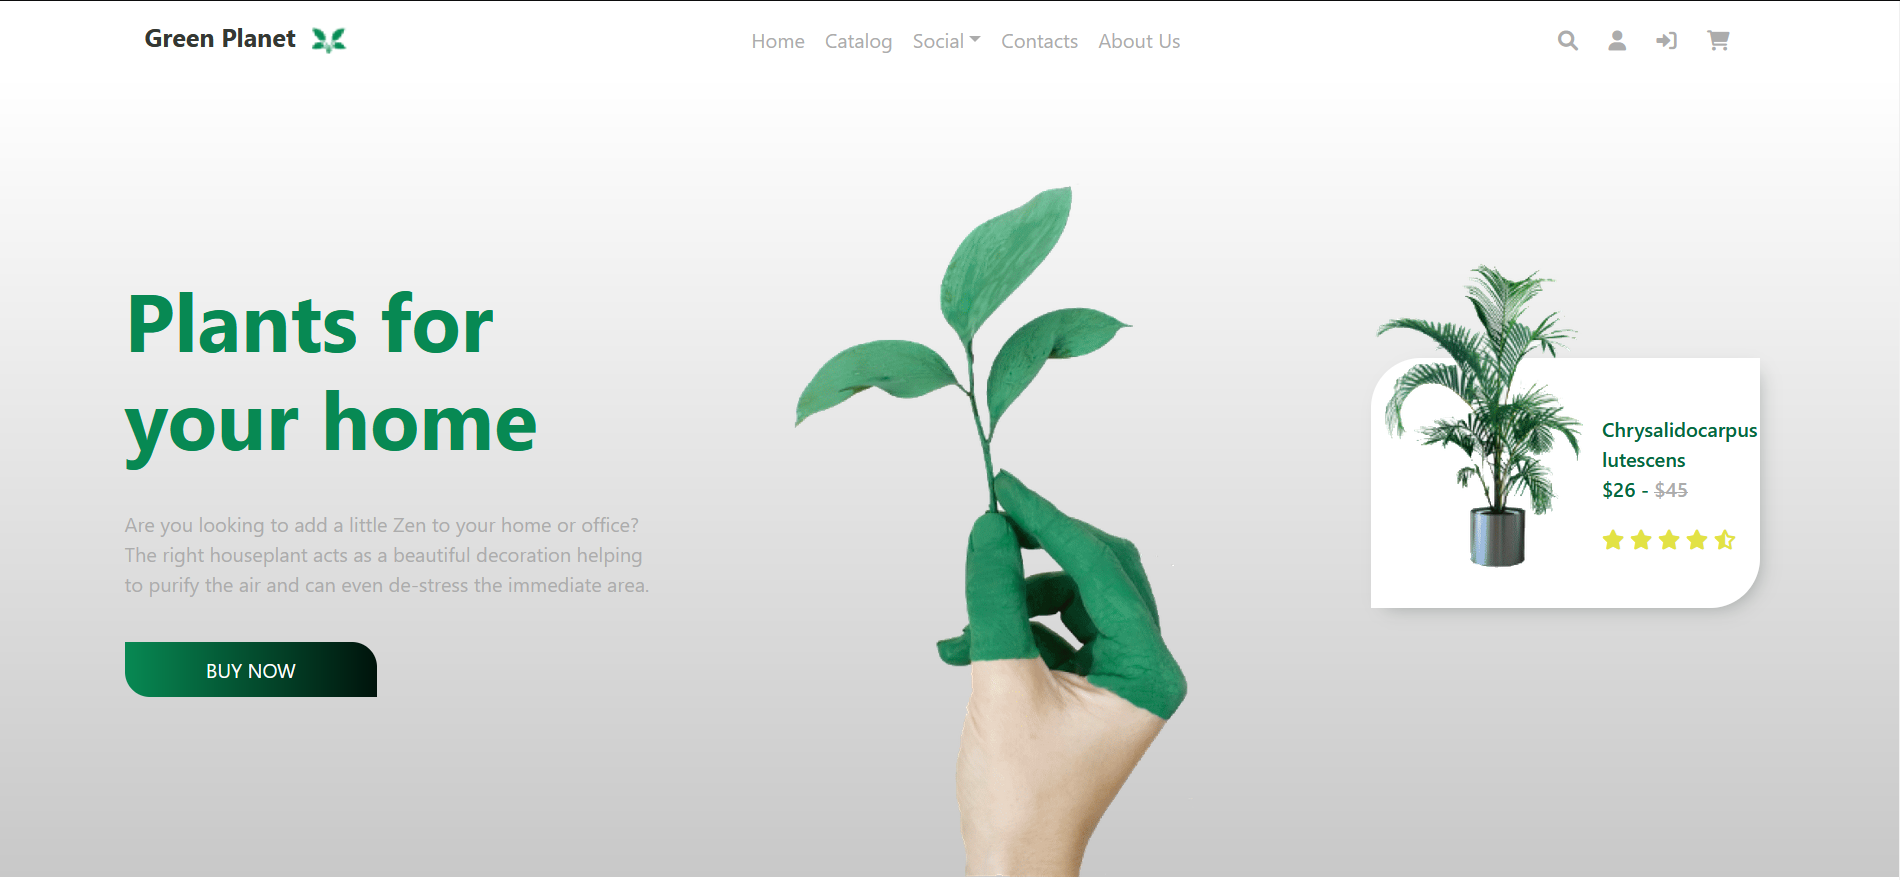 Green Planet
Home Catalog Social Contacts About Us
Plants for
your home
Are you looking to add a little Zen to your home or office?
The right houseplant acts as a beautiful decoration helping
to purify the air and can even de-stress the immediate area.
BUY NOW
Chrysalidocarpus
lutescens
$26 - $45